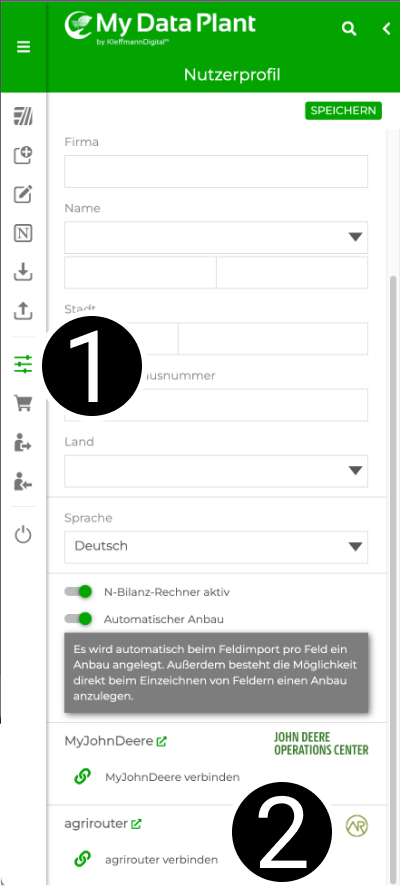 My Data Plant
by KleffmannDigital™
Nutzerprofil
SPEICHERN
Firma
Name
Stadt
1
usnummer
Land
Sprache
Deutsch
N-Bilanz-Rechner aktiv
Automatischer Anbau
Es wird automatisch beim Feldimport pro Feld ein
Anbau angelegt. Außerdem besteht die Möglichkeit
direkt beim Einzeichnen von Feldern einen Anbau
anzulegen.
MyJohnDeere
JOHN DEERE
OPERATIONS CENTER
MyJohnDeere verbinden
agrirouter
AR
2
agrirouter verbinden
N